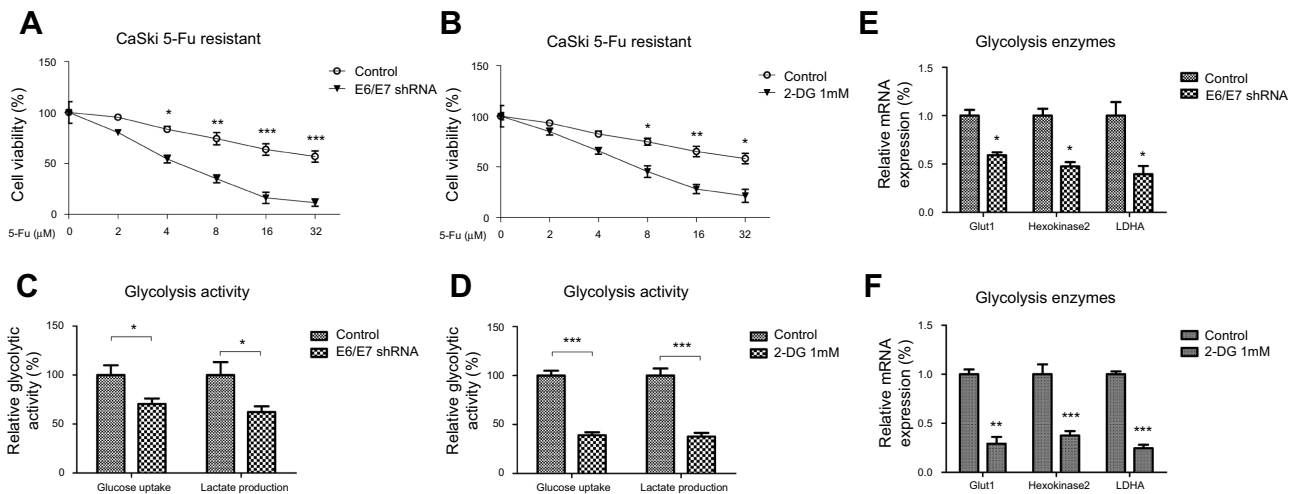 A
CaSki 5-Fu resistant
Cell viability (%)
150
100
50
0
*
**
***
***
Control
E6/E7 shRNA
5-Fu (μM) 0 2 4 8 16 32
B
CaSki 5-Fu resistant
Cell viability (%)
150
100
50
0
*
**
*
Control
2-DG 1mM
5-Fu (μM) 0 2 4 8 16 32
E
Glycolysis enzymes
Relative mRNA
expression (%)
1.5
1.0
0.5
0.0
*
*
*
Control
E6/E7 shRNA
Glut1 Hexokinase2 LDHA
C
Glycolysis activity
Relative glycolytic
activity (%)
150
100
50
0
*
*
Control
E6/E7 shRNA
Glucose uptake Lactate production
D
Glycolysis activity
Relative glycolytic
activity (%)
150
100
50
0
***
***
Control
2-DG 1mM
Glucose uptake Lactate production
F
Glycolysis enzymes
Relative mRNA
expression (%)
1.5
1.0
0.5
0.0
**
***
***
Control
2-DG 1mM
Glut1 Hexokinase2 LDHA